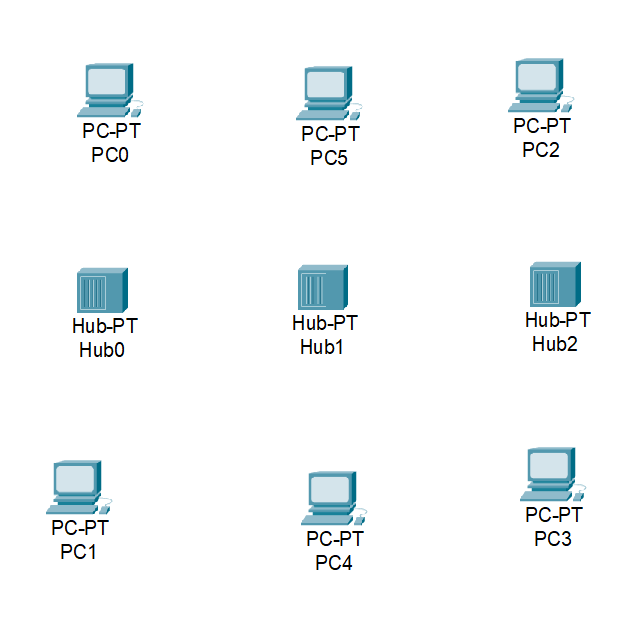 PC-PT
PC0
PC-PT
PC5
PC-PT
PC2
Hub-PT
Hub0
Hub-PT
Hub1
Hub-PT
Hub2
PC-PT
PC1
PC-PT
PC4
PC-PT
PC3